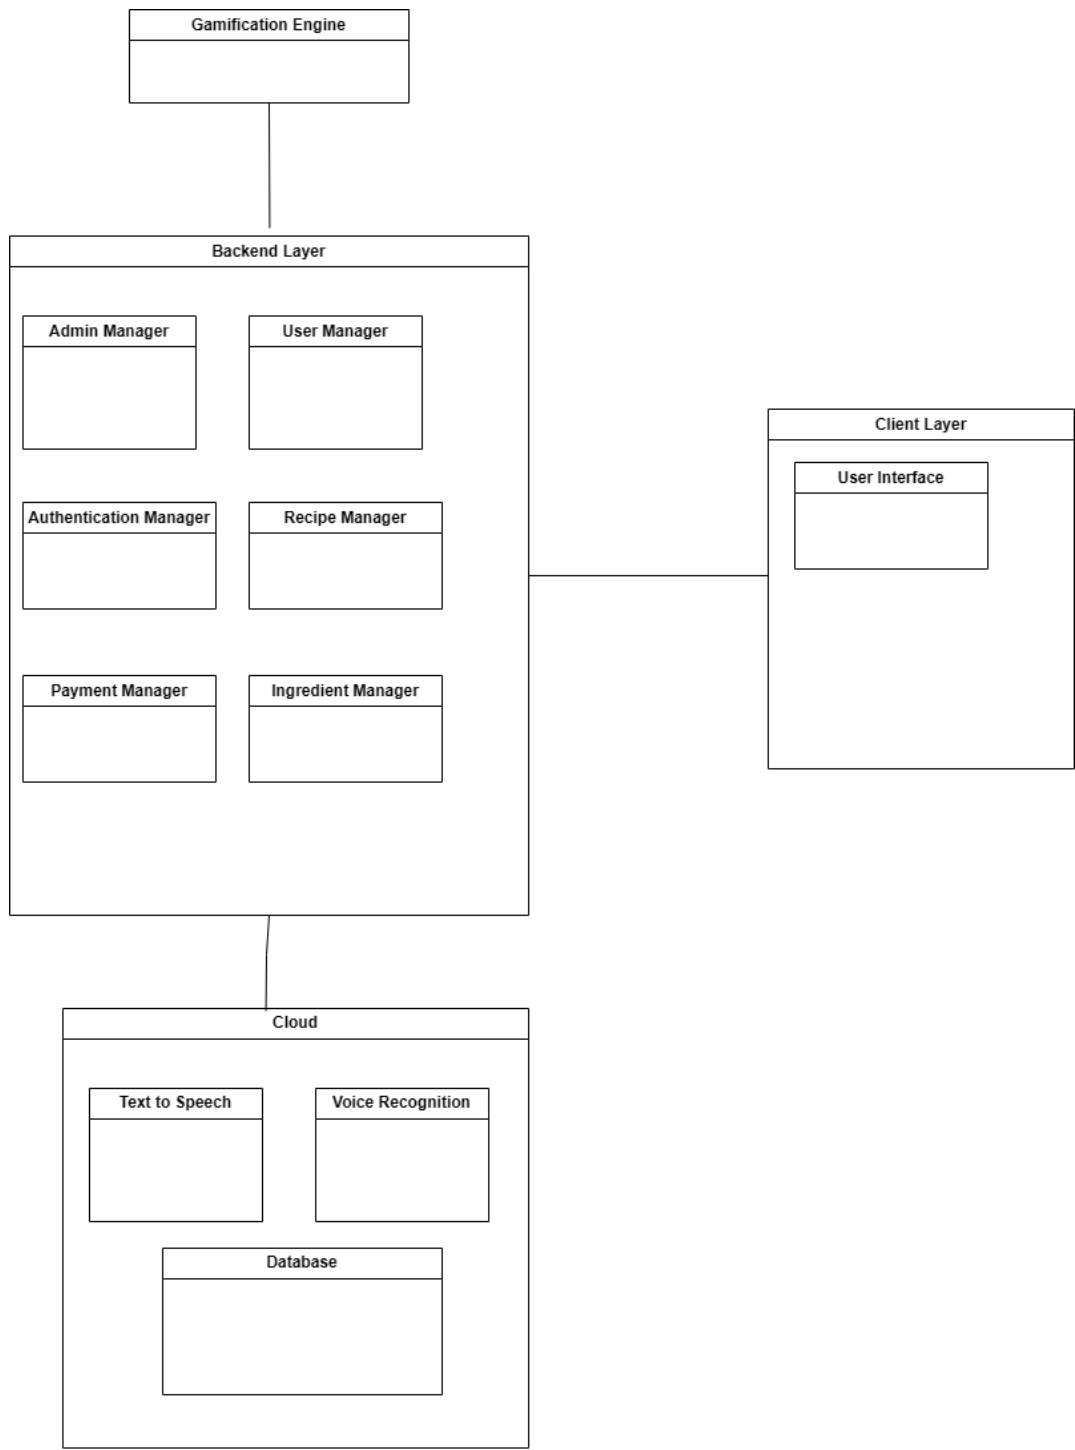 Gamification Engine
Backend Layer
Admin Manager
User Manager
Authentication Manager
Recipe Manager
Payment Manager
Ingredient Manager
Client Layer
User Interface
Cloud
Text to Speech
Voice Recognition
Database